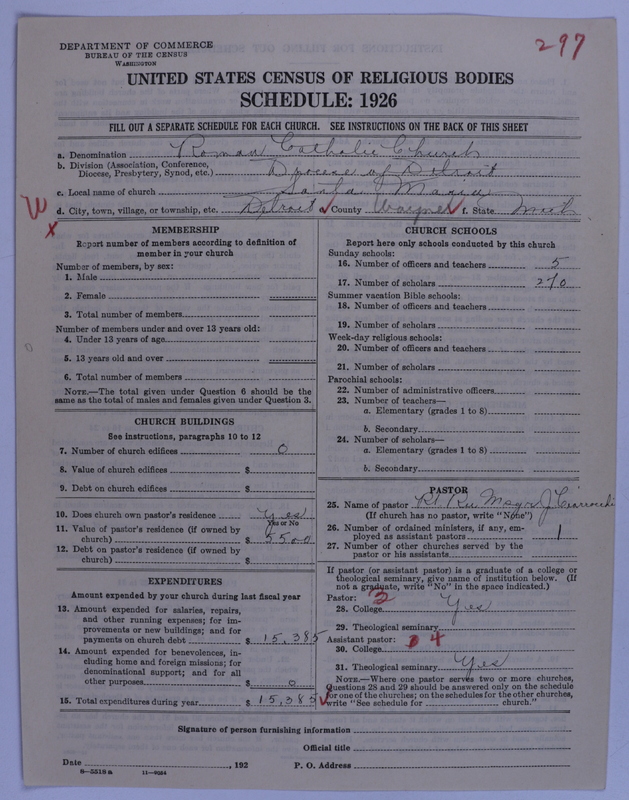 DEPARTMENT OF COMMERCE
BUREAU OF THE CENSUS
WASHINGTON
297
UNITED STATES CENSUS OF RELIGIOUS BODIES
SCHEDULE: 1926
FILL OUT A SEPARATE SCHEDULE FOR EACH CHURCH. SEE INSTRUCTIONS ON THE BACK OF THIS SHEET
a. Denomination Roman Catholic Church
b. Division (Association, Conference,
Diocese, Presbytery, Synod, etc.) Diocese of Detroit
c. Local name of church Santa Maria
W d. City, town, village, or township, etc. Detroit e. County Wayne f. State Mich
x
MEMBERSHIP
Report number of members according to definition of
member in your church
Number of members, by sex:
1. Male
2. Female
3. Total number of members
Number of members under and over 13 years old:
4. Under 13 years of age
5. 13 years old and over
6. Total number of members
NOTE.—The total given under Question 6 should be the
same as the total of males and females given under Question 3.
CHURCH BUILDINGS
See instructions, paragraphs 10 to 12
7. Number of church edifices 0
8. Value of church edifices $
9. Debt on church edifices $
10. Does church own pastor's residence yes
Yes or No
11. Value of pastor's residence (if owned by
church) $ 5500
12. Debt on pastor's residence (if owned by
church) $
EXPENDITURES
Amount expended by your church during last fiscal year
13. Amount expended for salaries, repairs,
and other running expenses; for im-
provements or new buildings; and for
payments on church debt $ 15,385
14. Amount expended for benevolences, in-
cluding home and foreign missions; for
denominational support; and for all
other purposes $ 0
15. Total expenditures during year $ 15,385
CHURCH SCHOOLS
Report here only schools conducted by this church
Sunday schools:
16. Number of officers and teachers 5
17. Number of scholars 270
Summer vacation Bible schools:
18. Number of officers and teachers
19. Number of scholars
Week-day religious schools:
20. Number of officers and teachers
21. Number of scholars
Parochial schools:
22. Number of administrative officers
23. Number of teachers—
a. Elementary (grades 1 to 8)
b. Secondary
24. Number of scholars—
a. Elementary (grades 1 to 8)
b. Secondary
PASTOR
25. Name of pastor Rt Rev Msgr J Ciarrocchi
(If church has no pastor, write "None")
26. Number of ordained ministers, if any, em-
ployed as assistant pastors 1
27. Number of other churches served by the
pastor or his assistants
If pastor (or assistant pastor) is a graduate of a college or
theological seminary, give name of institution below. (If
not a graduate, write "No" in the space indicated.)
Pastor:
28. College Yes
29. Theological seminary
Assistant pastor: 4
30. College
31. Theological seminary Yes
NOTE.—Where one pastor serves two or more churches,
Questions 28 and 29 should be answered only on the schedule
for one of the churches; on the schedules for the other churches,
write "See schedule for church."
Signature of person furnishing information
Official title
Date , 192 P. O. Address
8—5518a 11—9064